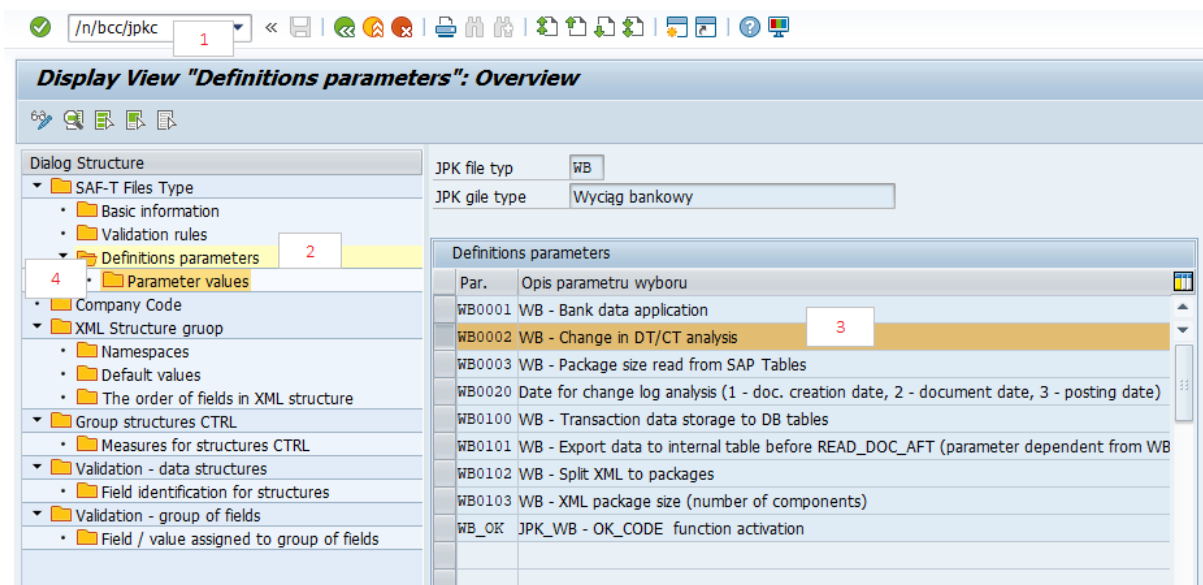 /n/bcc/jpkc
1
Display View "Definitions parameters": Overview
Dialog Structure
SAF-T Files Type
Basic information
Validation rules
Definitions parameters
2
4
Parameter values
Company Code
XML Structure gruop
Namespaces
Default values
The order of fields in XML structure
Group structures CTRL
Measures for structures CTRL
Validation - data structures
Field identification for structures
Validation - group of fields
Field / value assigned to group of fields
JPK file typ WB
JPK gile type Wyciąg bankowy
Definitions parameters
Par. Opis parametru wyboru
WB0001 WB - Bank data application
3
WB0002 WB - Change in DT/CT analysis
WB0003 WB - Package size read from SAP Tables
WB0020 Date for change log analysis (1 - doc. creation date, 2 - document date, 3 - posting date)
WB0100 WB - Transaction data storage to DB tables
WB0101 WB - Export data to internal table before READ_DOC_AFT (parameter dependent from WB
WB0102 WB - Split XML to packages
WB0103 WB - XML package size (number of components)
WB_OK JPK_WB - OK_CODE function activation